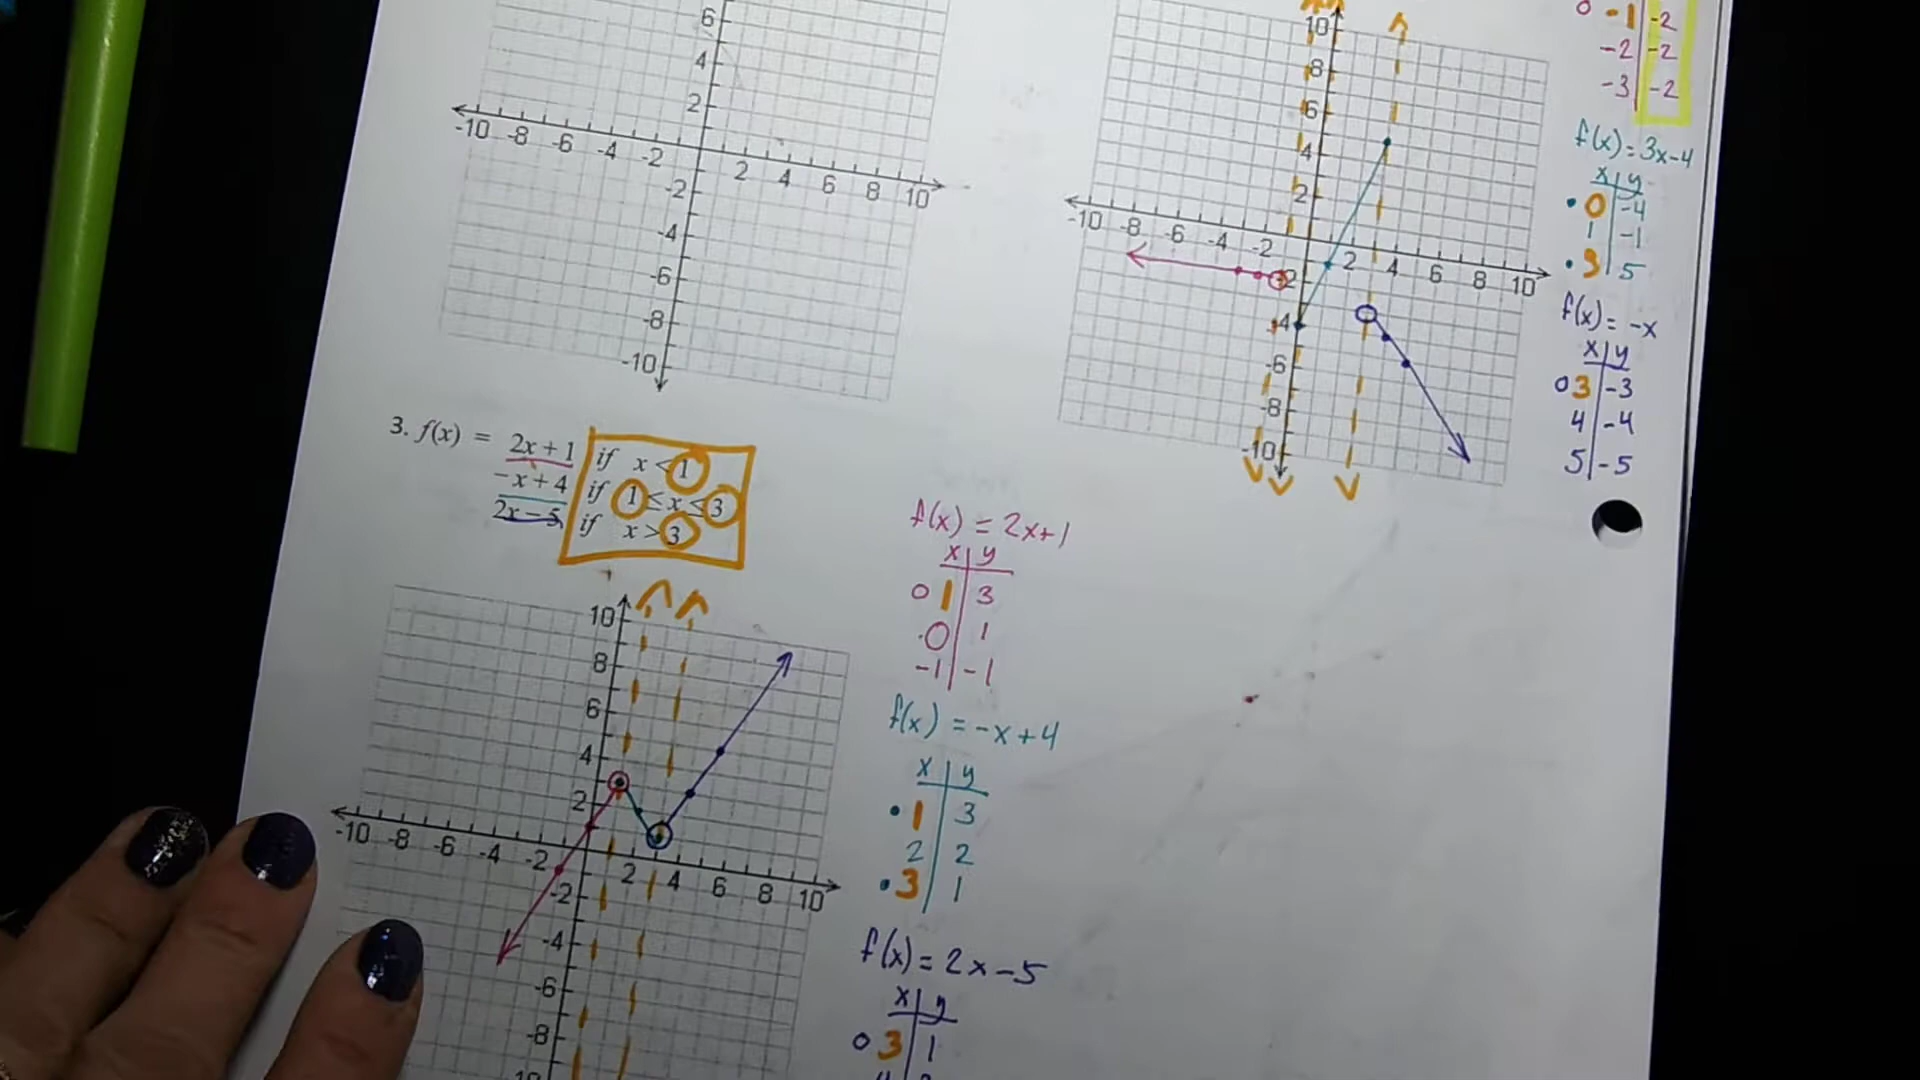 6
4
2
-10 -8 -6 -4 -2 2 4 6 8 10
-2
-4
-6
-8
-10
10
8
6
4
2
-10 -8 -6 -4 -2 2 4 6 8 10
-2
-4
-6
-8
-10
o -1 -2
-2 -2
-3 -2
f(x) = 3x-4
x y
• 0 -4
1 -1
• 3 5
f(x) = -x
x y
o 3 -3
4 -4
5 -5
3. f(x) = 2x + 1 if x < 1
-x + 4 if 1 ≤ x ≤ 3
2x - 5 if x > 3
10
8
6
4
2
-10 -8 -6 -4 -2 2 4 6 8 10
-2
-4
-6
-8
10
f(x) = 2x+1
x y
o 1 3
0 1
-1 -1
f(x) = -x+4
x y
• 1 3
2 2
• 3 1
f(x) = 2x-5
x y
o 3 1